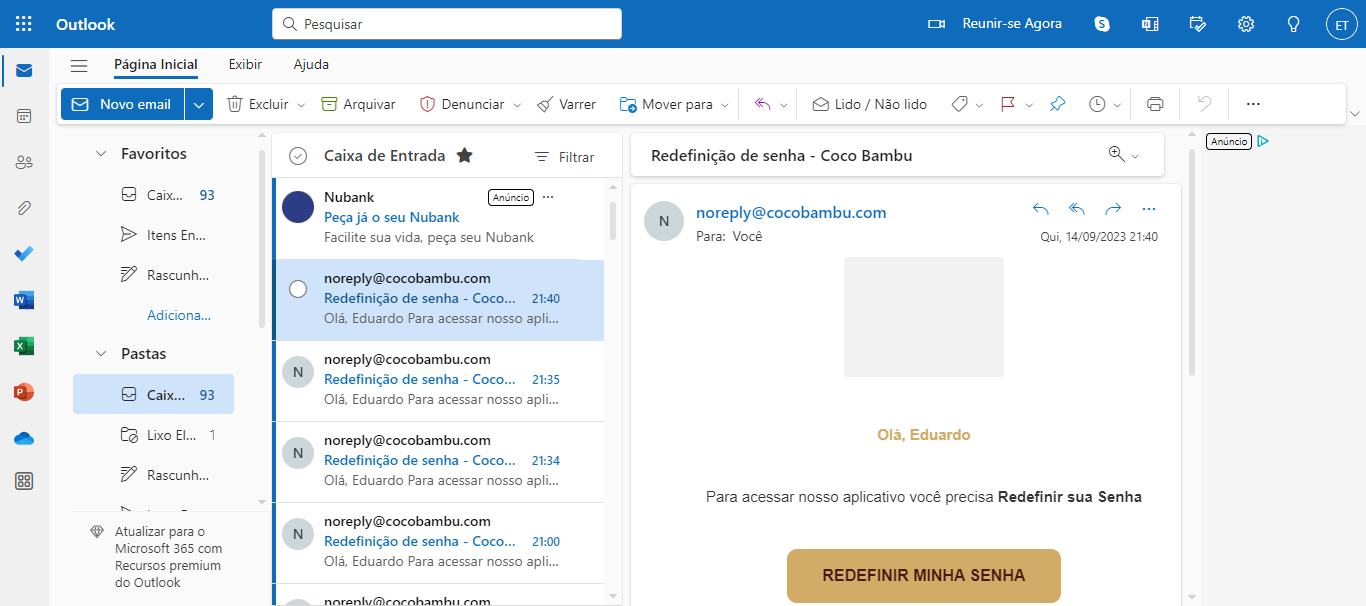 Outlook
Pesquisar
Reunir-se Agora
ET
Página Inicial
Exibir
Ajuda
Novo email
Excluir
Arquivar
Denunciar
Varrer
Mover para
Lido / Não lido
Favoritos
Caix... 93
Itens En...
Rascunh...
Adiciona...
Pastas
Caix... 93
Lixo El... 1
Rascunh...
Atualizar para o
Microsoft 365 com
Recursos premium
do Outlook
Caixa de Entrada
Filtrar
Nubank
Anúncio
Peça já o seu Nubank
Facilite sua vida, peça seu Nubank
noreply@cocobambu.com
Redefinição de senha - Coco... 21:40
Olá, Eduardo Para acessar nosso apli...
N
noreply@cocobambu.com
Redefinição de senha - Coco... 21:35
Olá, Eduardo Para acessar nosso apli...
N
noreply@cocobambu.com
Redefinição de senha - Coco... 21:34
Olá, Eduardo Para acessar nosso apli...
N
noreply@cocobambu.com
Redefinição de senha - Coco... 21:00
Olá, Eduardo Para acessar nosso apli...
noreply@cocobambu.com
Redefinição de senha - Coco Bambu
N
noreply@cocobambu.com
Para: Você
Qui, 14/09/2023 21:40
Olá, Eduardo
Para acessar nosso aplicativo você precisa Redefinir sua Senha
REDEFINIR MINHA SENHA
Anúncio